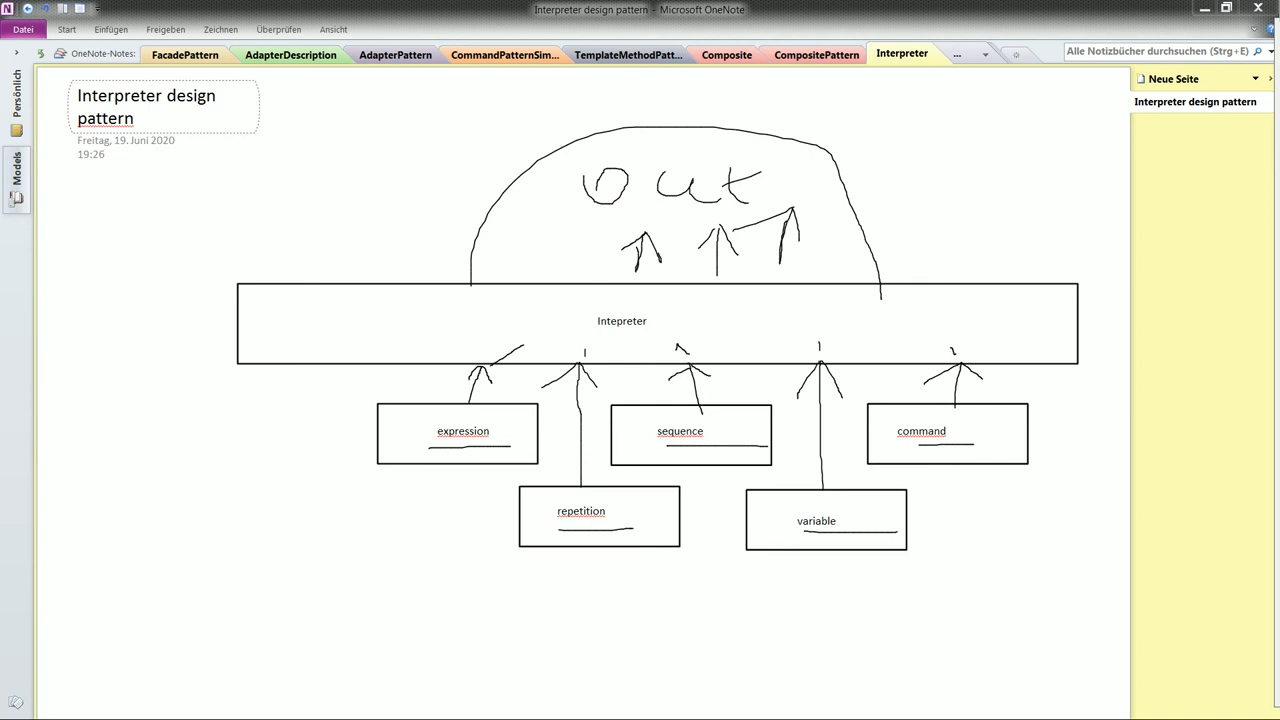 Interpreter design pattern – Microsoft OneNote
Datei Start Einfügen Freigeben Zeichnen Überprüfen Ansicht
OneNote-Notes: FacadePattern AdapterDescription AdapterPattern CommandPatternSim... TemplateMethodPatt... Composite CompositePattern Interpreter ...
Alle Notizbücher durchsuchen (Strg+E)
Persönlich
Models
Neue Seite
Interpreter design pattern
Interpreter design
pattern
Freitag, 19. Juni 2020
19:26
out
Intepreter
expression
sequence
command
repetition
variable